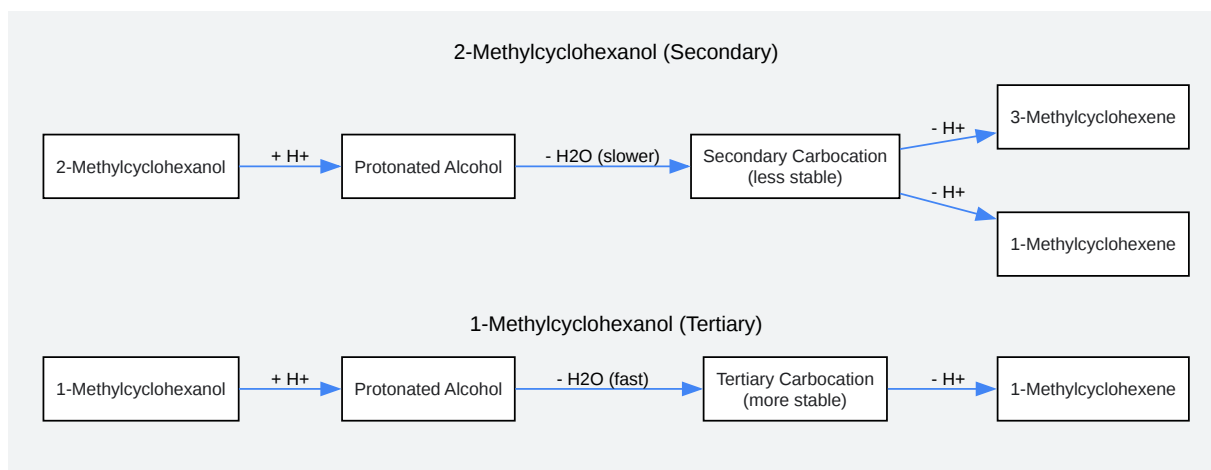 2-Methylcyclohexanol (Secondary)
2-Methylcyclohexanol
+ H+
Protonated Alcohol
- H2O (slower)
Secondary Carbocation
(less stable)
- H+
3-Methylcyclohexene
- H+
1-Methylcyclohexene
1-Methylcyclohexanol (Tertiary)
1-Methylcyclohexanol
+ H+
Protonated Alcohol
- H2O (fast)
Tertiary Carbocation
(more stable)
- H+
1-Methylcyclohexene